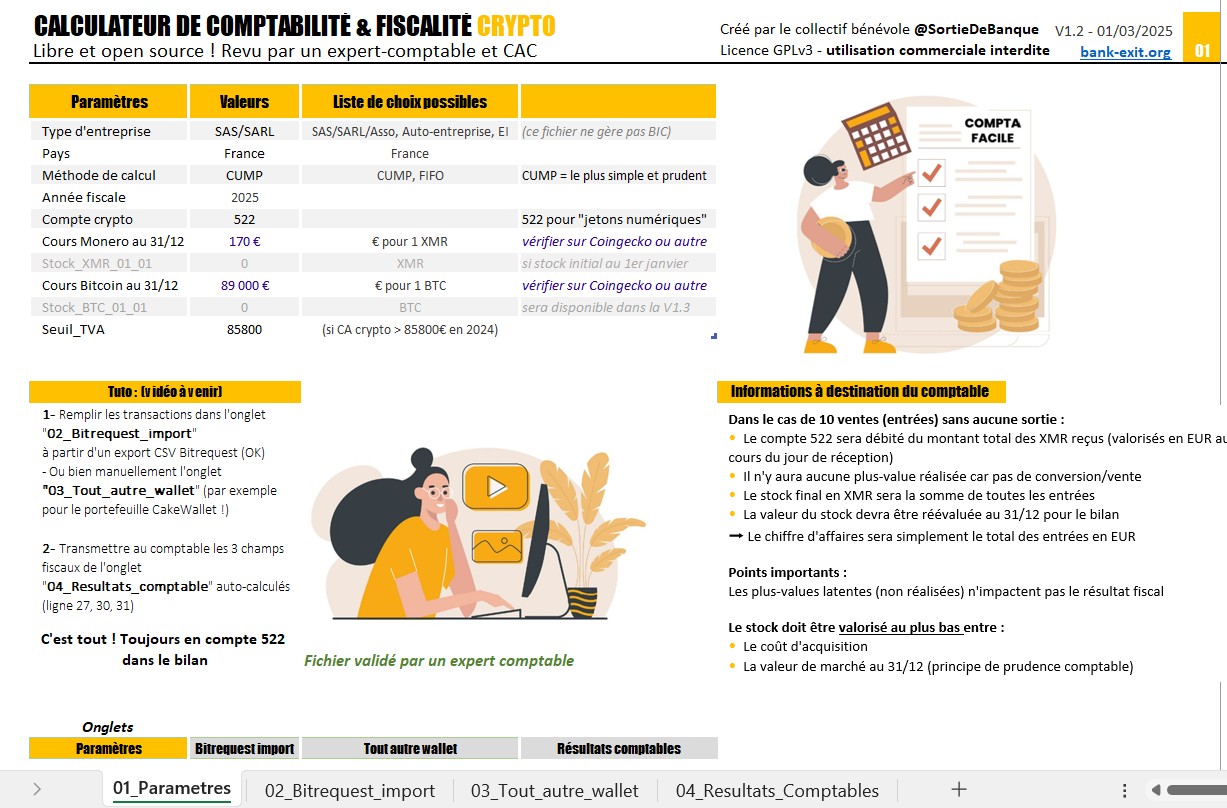 CALCULATEUR DE COMPTABILITÉ & FISCALITÉ CRYPTO
Libre et open source ! Revu par un expert-comptable et CAC
Créé par le collectif bénévole @SortieDeBanque
V1.2 - 01/03/2025
Licence GPLv3 - utilisation commerciale interdite
bank-exit.org
01
Paramètres Valeurs Liste de choix possibles
Type d'entreprise SAS/SARL SAS/SARL/Asso, Auto-entreprise, EI (ce fichier ne gère pas BIC)
Pays France France
Méthode de calcul CUMP CUMP, FIFO CUMP = le plus simple et prudent
Année fiscale 2025
Compte crypto 522 522 pour "jetons numériques"
Cours Monero au 31/12 170 € € pour 1 XMR vérifier sur Coingecko ou autre
Stock_XMR_01_01 0 XMR si stock initial au 1er janvier
Cours Bitcoin au 31/12 89 000 € € pour 1 BTC vérifier sur Coingecko ou autre
Stock_BTC_01_01 0 BTC sera disponible dans la V1.3
Seuil_TVA 85800 (si CA crypto > 85800€ en 2024)
COMPTA
FACILE
Tuto : (vidéo à venir)
1- Remplir les transactions dans l'onglet
"02_Bitrequest_import"
à partir d'un export CSV Bitrequest (OK)
- Ou bien manuellement l'onglet
"03_Tout_autre_wallet" (par exemple
pour le portefeuille CakeWallet !)
2- Transmettre au comptable les 3 champs
fiscaux de l'onglet
"04_Resultats_comptable" auto-calculés
(ligne 27, 30, 31)
C'est tout ! Toujours en compte 522
dans le bilan
Fichier validé par un expert comptable
Informations à destination du comptable
Dans le cas de 10 ventes (entrées) sans aucune sortie :
• Le compte 522 sera débité du montant total des XMR reçus (valorisés en EUR au
cours du jour de réception)
• Il n'y aura aucune plus-value réalisée car pas de conversion/vente
• Le stock final en XMR sera la somme de toutes les entrées
• La valeur du stock devra être réévaluée au 31/12 pour le bilan
→ Le chiffre d'affaires sera simplement le total des entrées en EUR
Points importants :
Les plus-values latentes (non réalisées) n'impactent pas le résultat fiscal
Le stock doit être valorisé au plus bas entre :
• Le coût d'acquisition
• La valeur de marché au 31/12 (principe de prudence comptable)
Onglets
Paramètres Bitrequest import Tout autre wallet Résultats comptables
01_Parametres 02_Bitrequest_import 03_Tout_autre_wallet 04_Resultats_Comptables